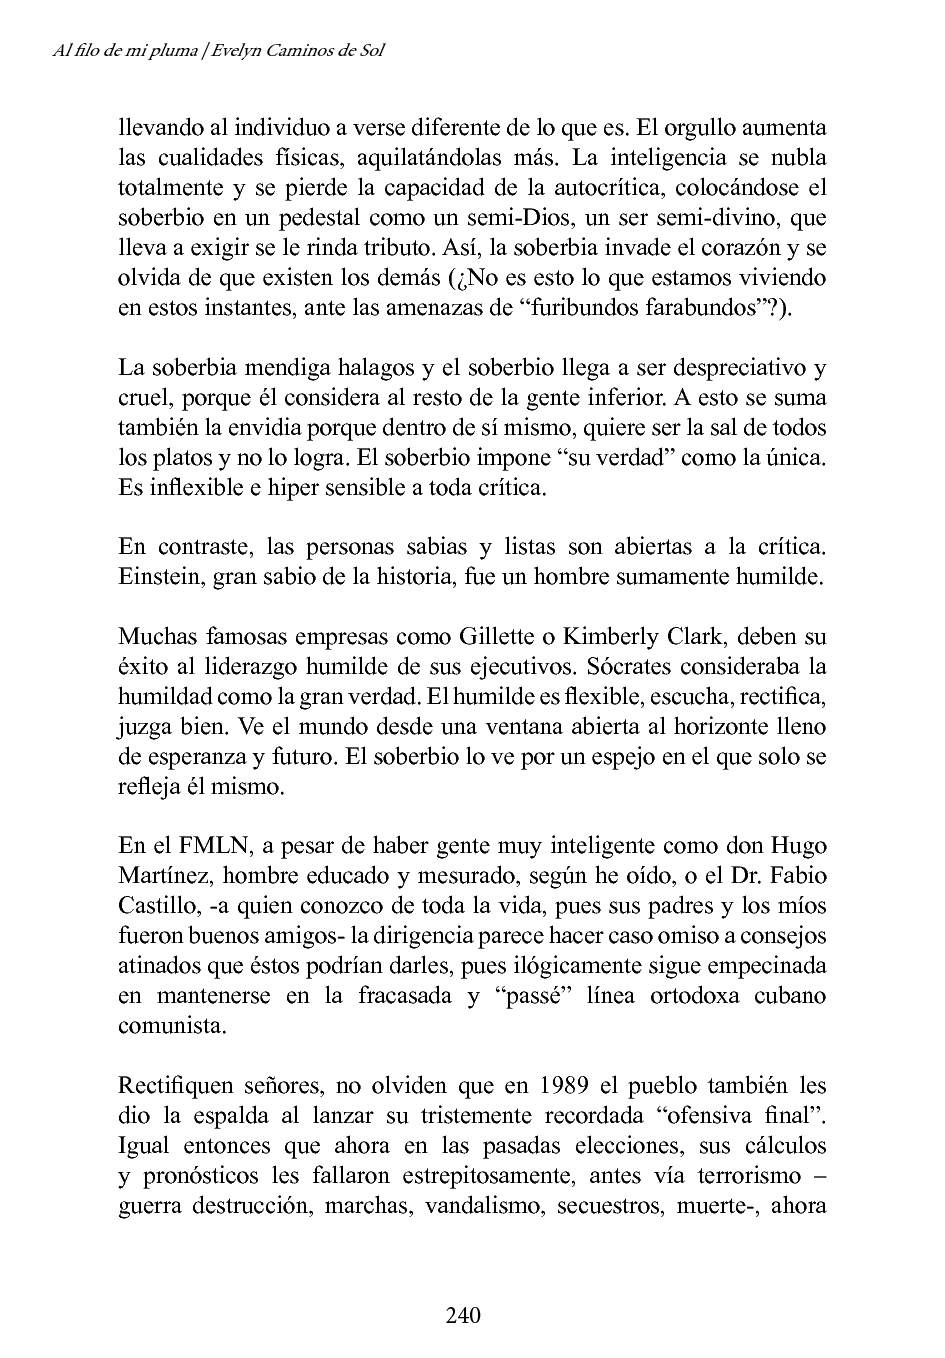 Al filo de mi pluma / Evelyn Caminos de Sol
llevando al individuo a verse diferente de lo que es. El orgullo aumenta
las cualidades físicas, aquilatándolas más. La inteligencia se nubla
totalmente y se pierde la capacidad de la autocrítica, colocándose el
soberbio en un pedestal como un semi-Dios, un ser semi-divino, que
lleva a exigir se le rinda tributo. Así, la soberbia invade el corazón y se
olvida de que existen los demás (¿No es esto lo que estamos viviendo
en estos instantes, ante las amenazas de “furibundos farabundos”?).
La soberbia mendiga halagos y el soberbio llega a ser despreciativo y
cruel, porque él considera al resto de la gente inferior. A esto se suma
también la envidia porque dentro de sí mismo, quiere ser la sal de todos
los platos y no lo logra. El soberbio impone “su verdad” como la única.
Es inflexible e hiper sensible a toda crítica.
En contraste, las personas sabias y listas son abiertas a la crítica.
Einstein, gran sabio de la historia, fue un hombre sumamente humilde.
Muchas famosas empresas como Gillette o Kimberly Clark, deben su
éxito al liderazgo humilde de sus ejecutivos. Sócrates consideraba la
humildad como la gran verdad. El humilde es flexible, escucha, rectifica,
juzga bien. Ve el mundo desde una ventana abierta al horizonte lleno
de esperanza y futuro. El soberbio lo ve por un espejo en el que solo se
refleja él mismo.
En el FMLN, a pesar de haber gente muy inteligente como don Hugo
Martínez, hombre educado y mesurado, según he oído, o el Dr. Fabio
Castillo, -a quien conozco de toda la vida, pues sus padres y los míos
fueron buenos amigos- la dirigencia parece hacer caso omiso a consejos
atinados que éstos podrían darles, pues ilógicamente sigue empecinada
en mantenerse en la fracasada y “passé” línea ortodoxa cubano
comunista.
Rectifiquen señores, no olviden que en 1989 el pueblo también les
dio la espalda al lanzar su tristemente recordada “ofensiva final”.
Igual entonces que ahora en las pasadas elecciones, sus cálculos
y pronósticos les fallaron estrepitosamente, antes vía terrorismo –
guerra destrucción, marchas, vandalismo, secuestros, muerte-, ahora
240